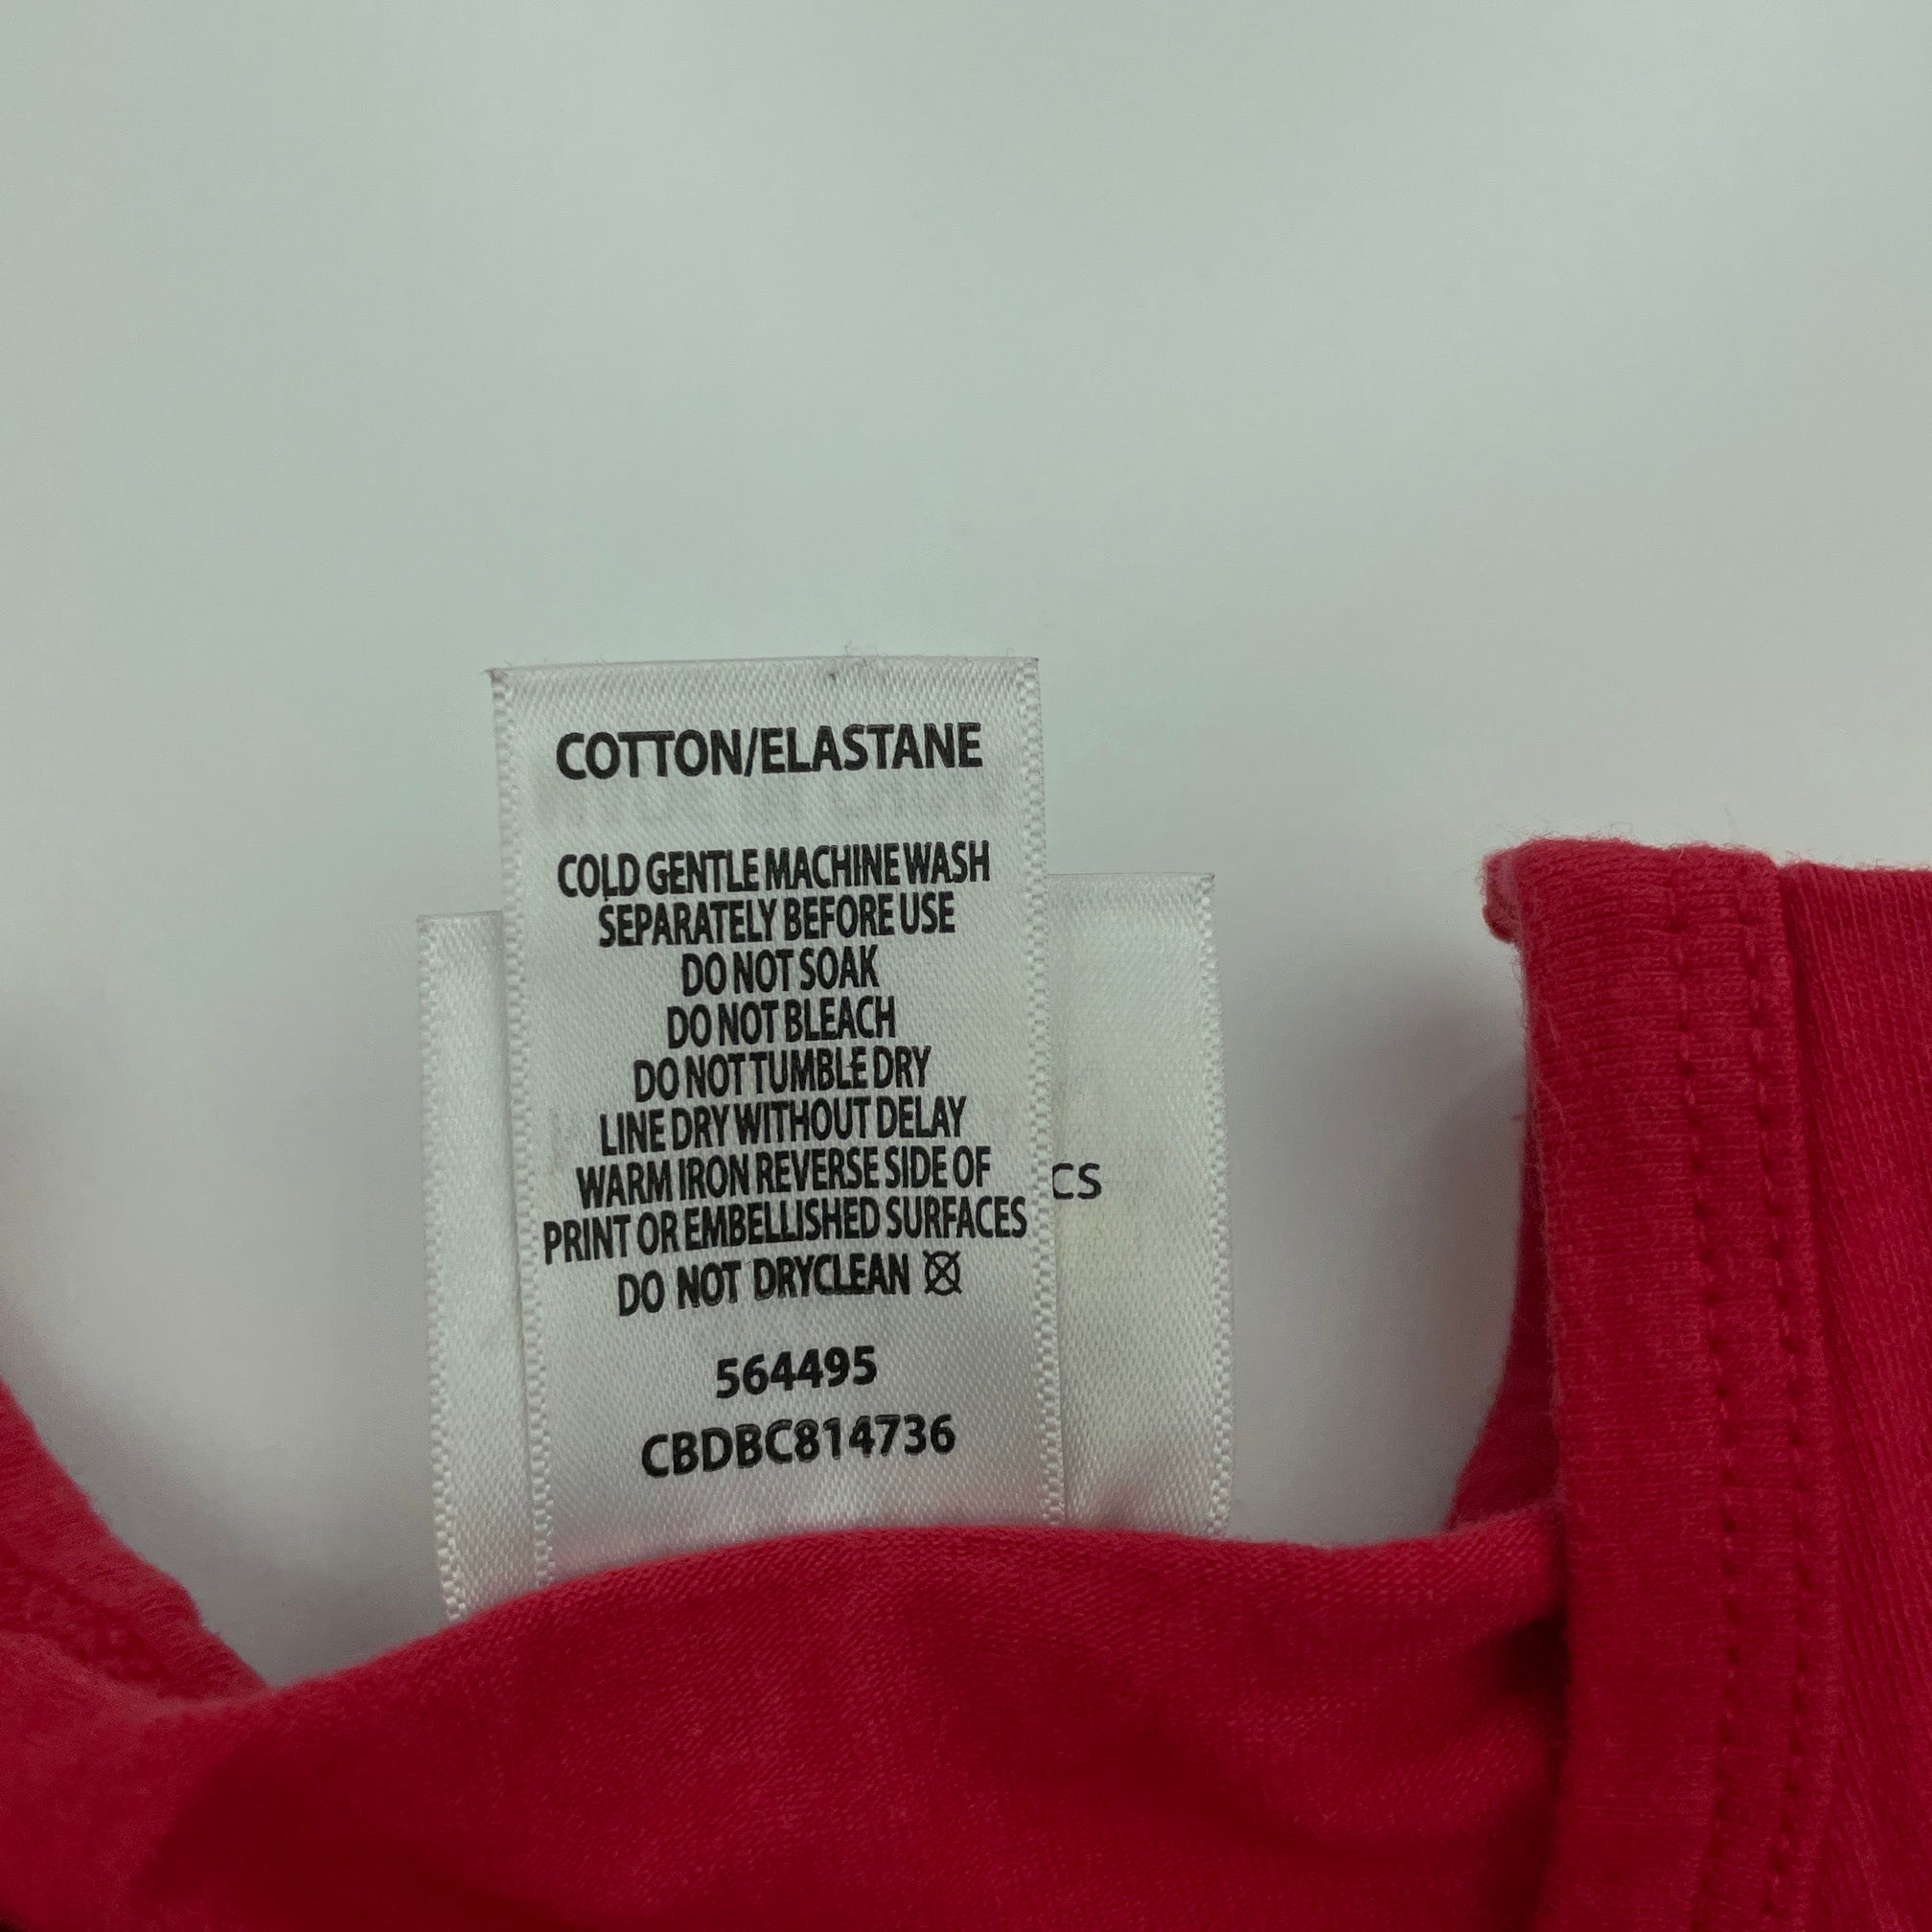 COTTON/ELASTANE
COLD GENTLE MACHINE WASH
SEPARATELY BEFORE USE
DO NOT SOAK
DO NOT BLEACH
DO NOT TUMBLE DRY
LINE DRY WITHOUT DELAY
WARM IRON REVERSE SIDE OF
PRINT OR EMBELLISHED SURFACES
DO NOT DRYCLEAN
564495
CBDBC814736